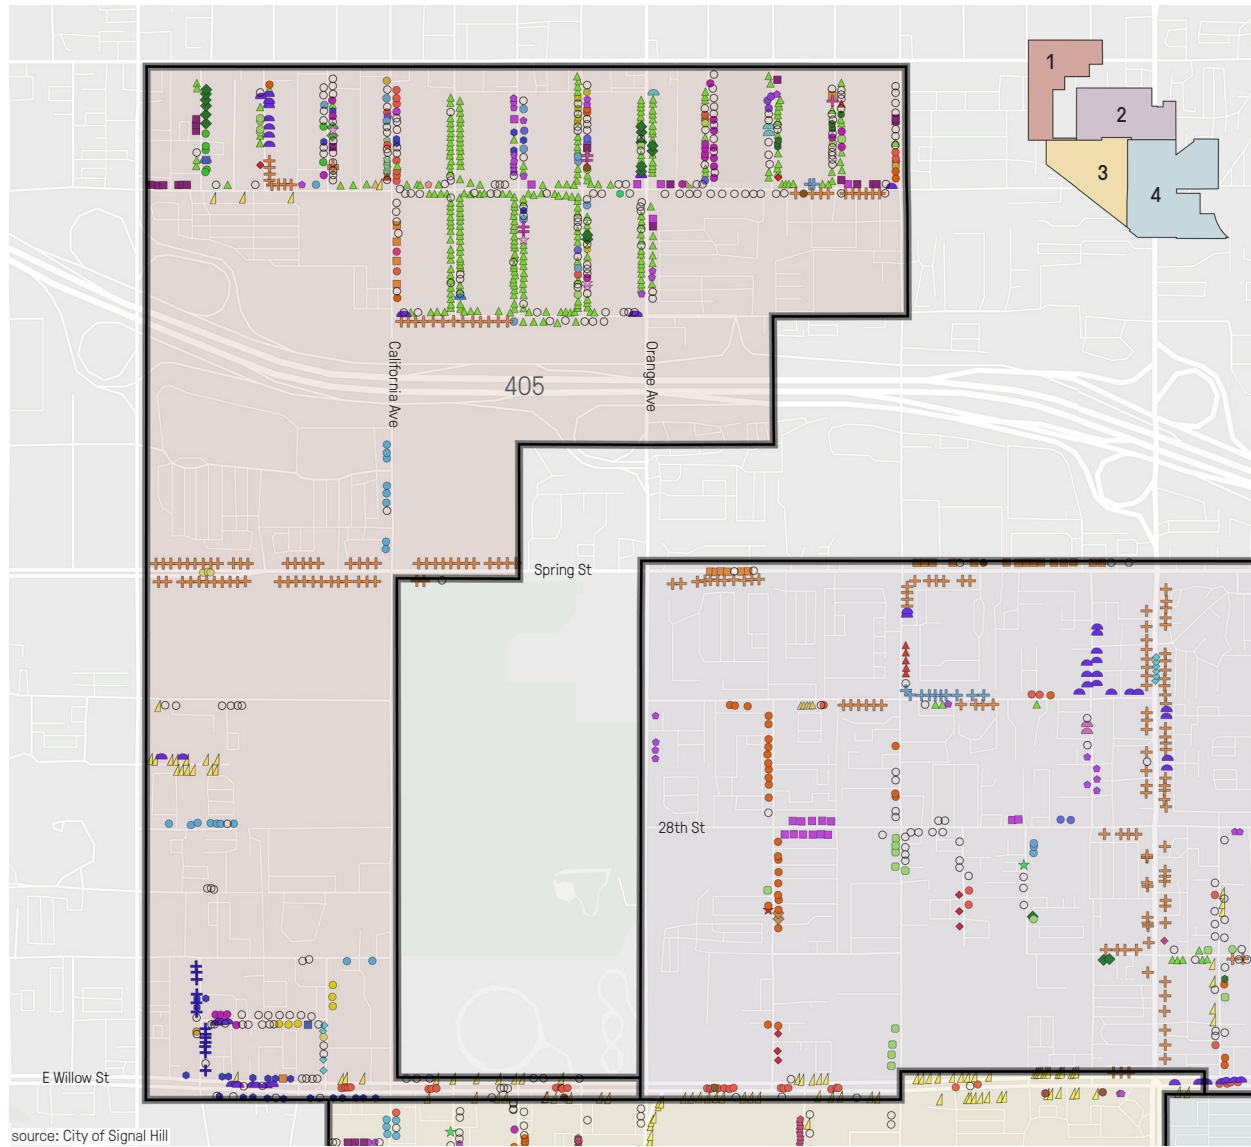 1
2
3
4
California Ave
Orange Ave
405
Spring St
28th St
E Willow St
source: City of Signal Hill